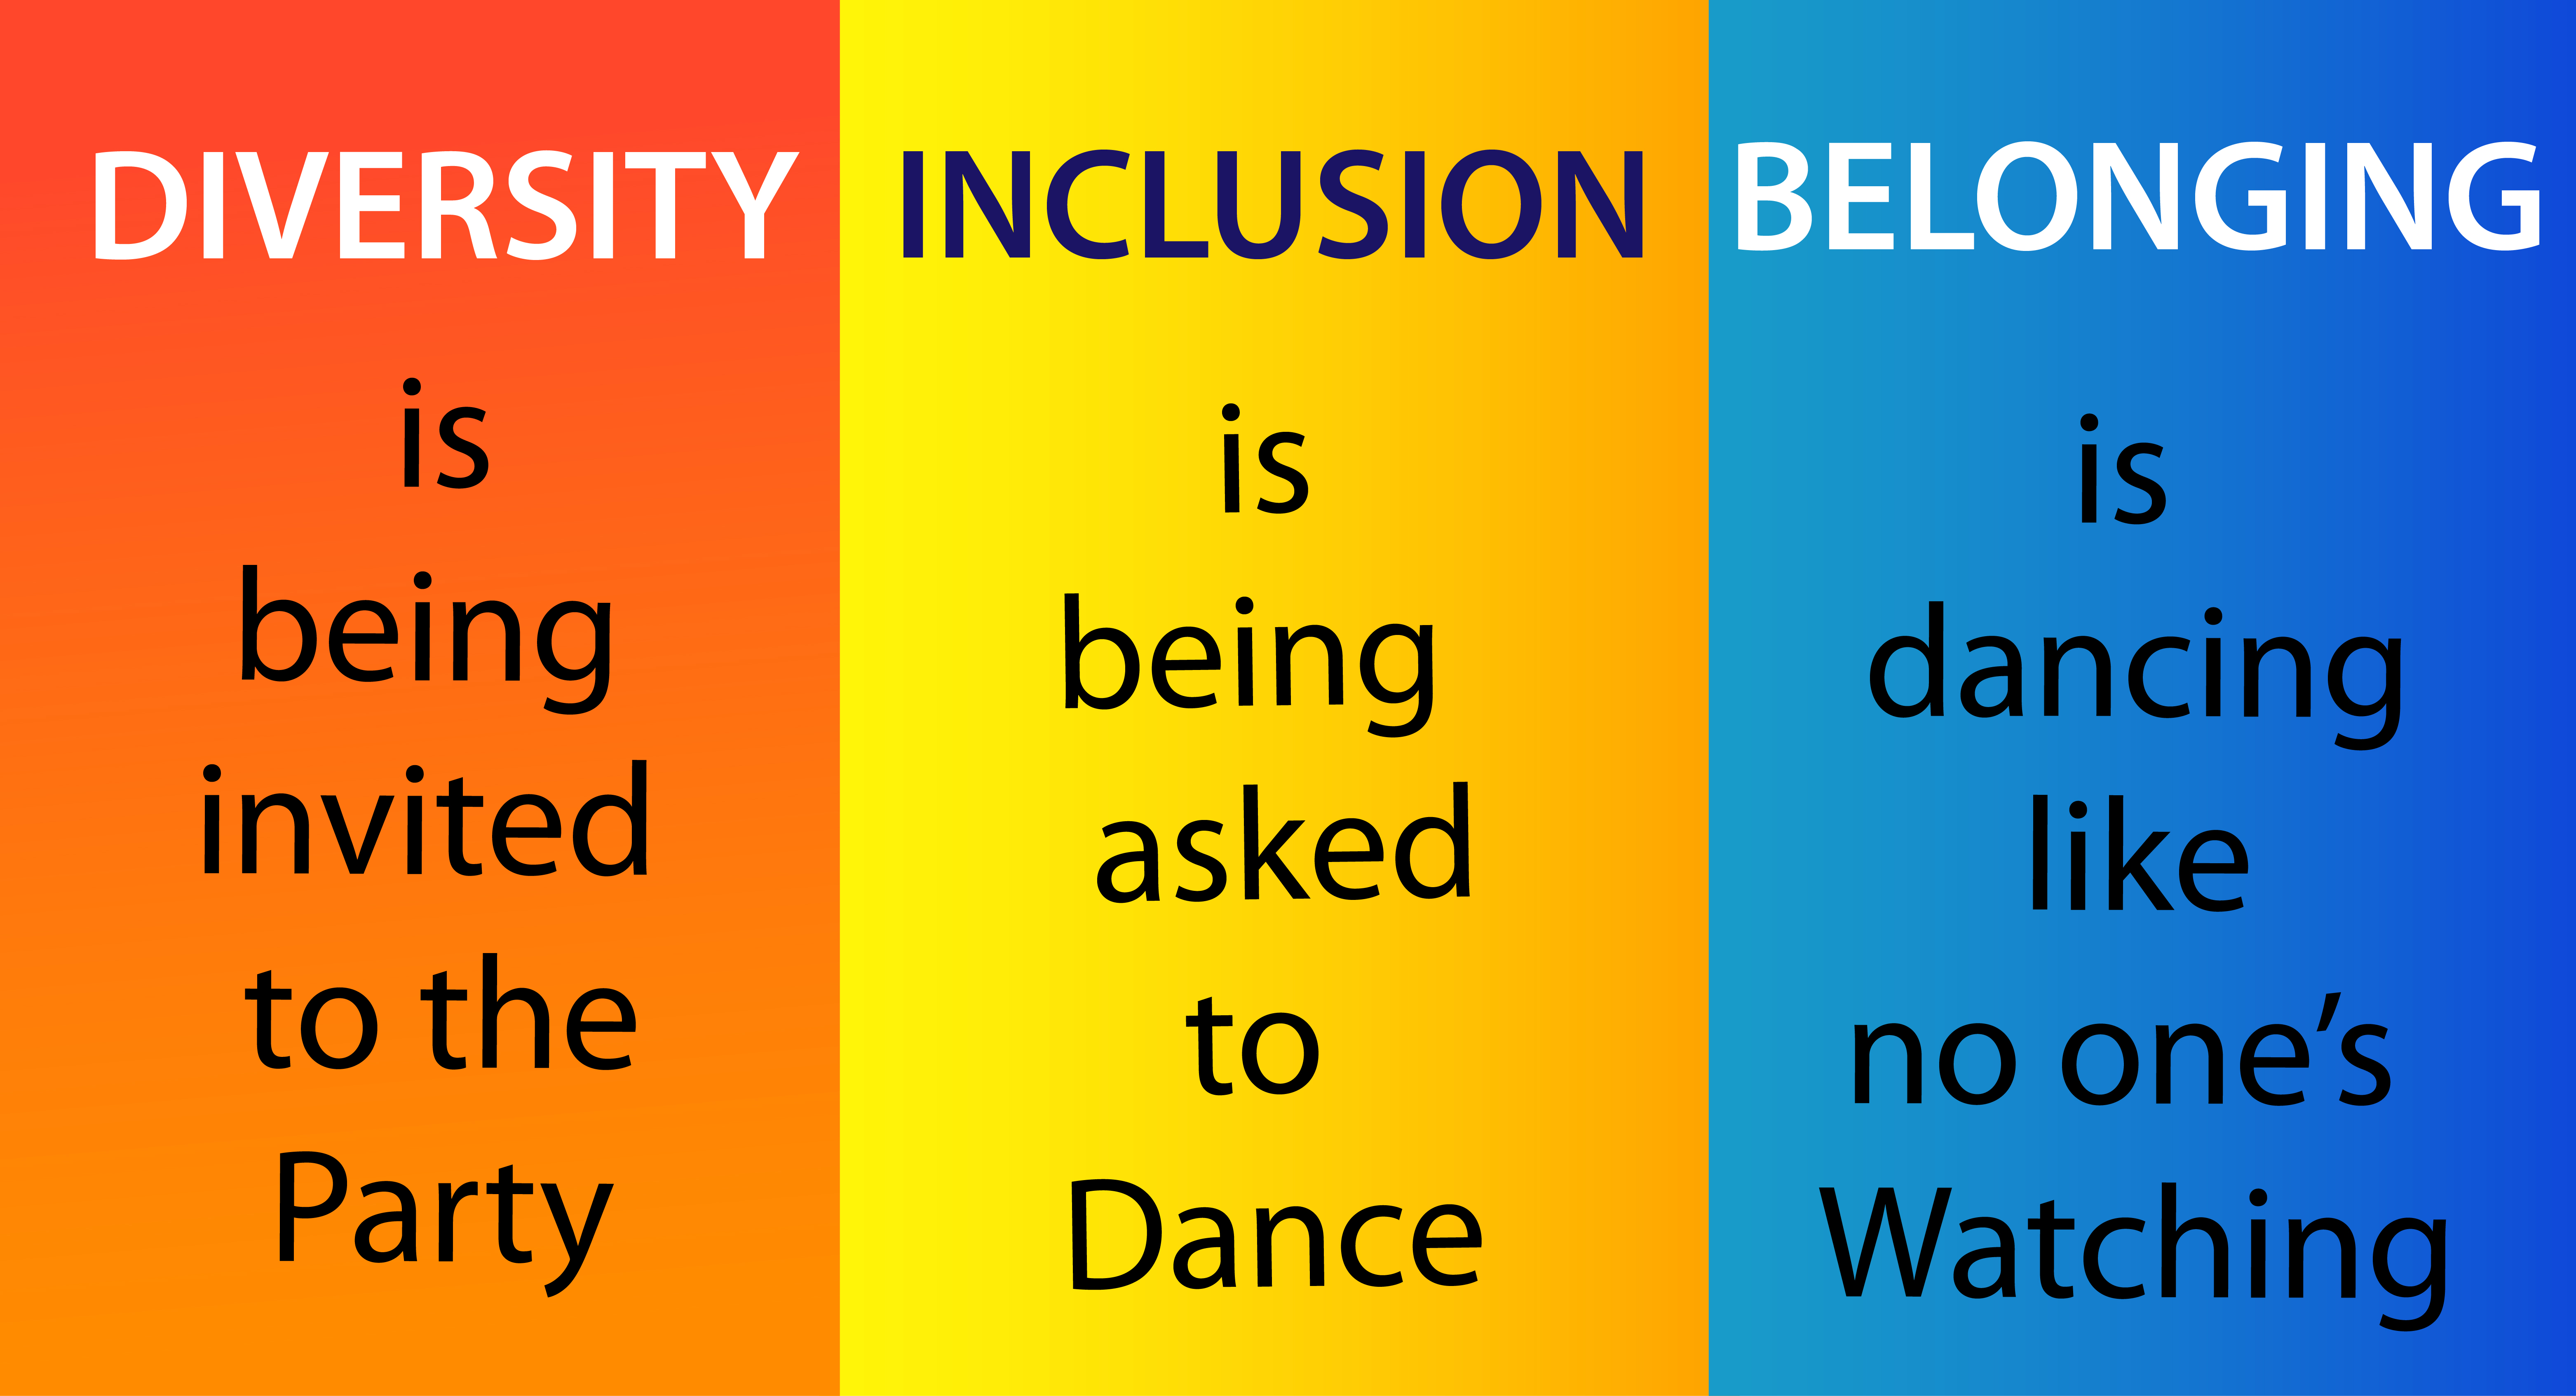 DIVERSITY
is
being
invited
to the
Party
INCLUSION
is
being
asked
to
Dance
BELONGING
is
dancing
like
no one’s
Watching